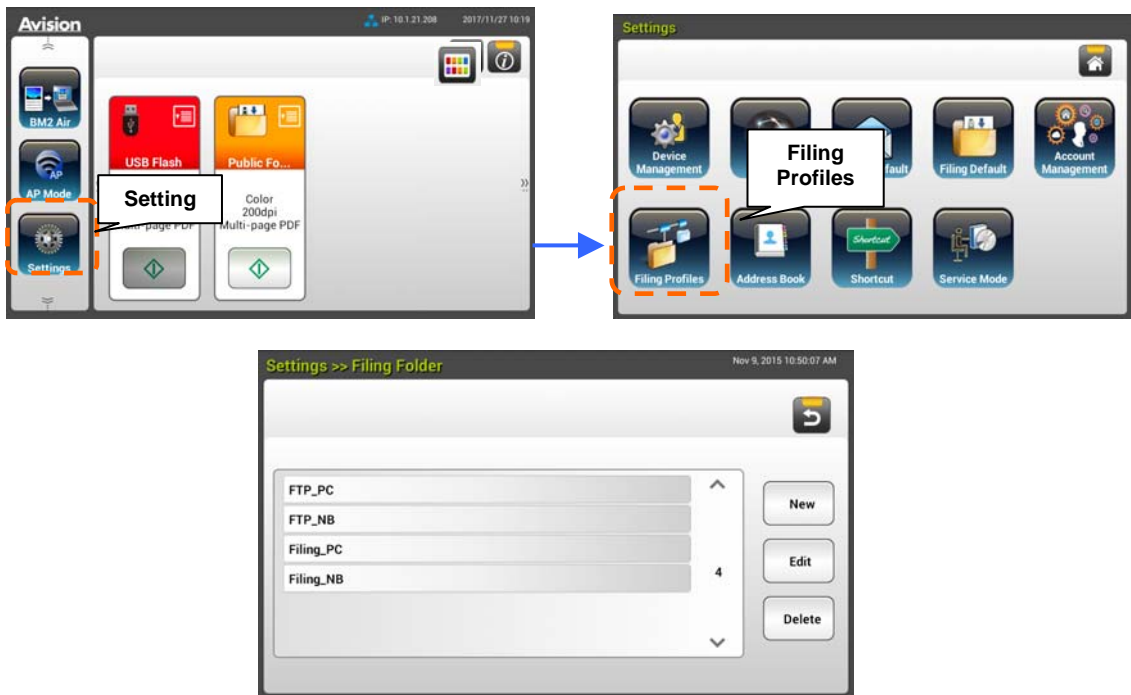 Avision
IP: 10.1.21.208
2017/11/27 10:19
BM2 Air
AP Mode
Settings
USB Flash
Public Fo...
Color
200dpi
Multi-page PDF
Setting
Settings
Device
Management
Filing Default
Account
Management
Filing
Profiles
Filing Profiles
Address Book
Shortcut
Shortcut
Service Mode
Settings >> Filing Folder
Nov 9, 2015 10:50:07 AM
FTP_PC
FTP_NB
Filing_PC
Filing_NB
4
New
Edit
Delete